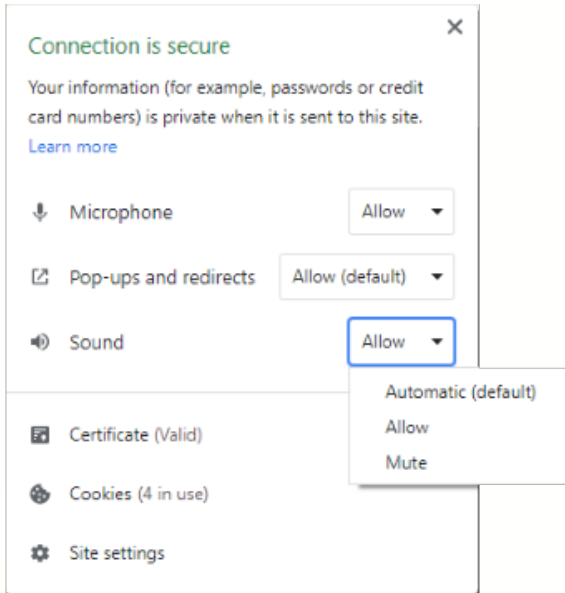 Connection is secure
Your information (for example, passwords or credit
card numbers) is private when it is sent to this site.
Learn more
Microphone Allow
Pop-ups and redirects Allow (default)
Sound Allow
Automatic (default)
Allow
Mute
Certificate (Valid)
Cookies (4 in use)
Site settings